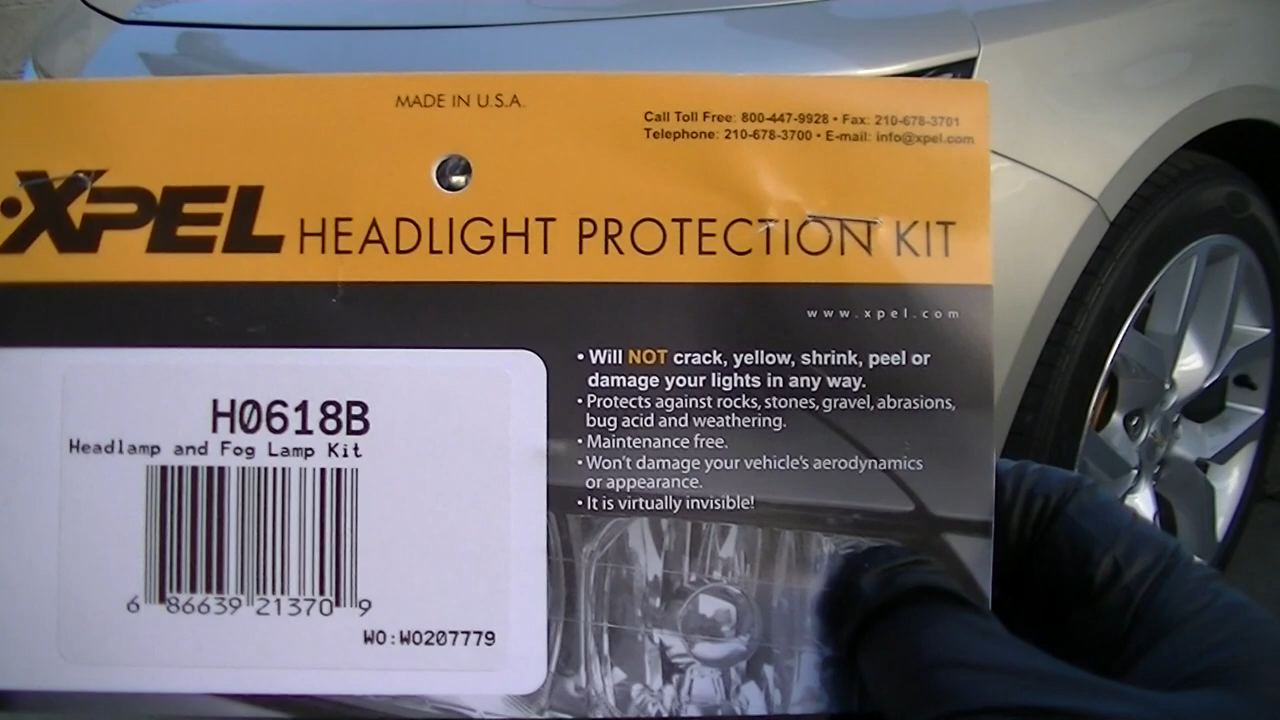 MADE IN U.S.A.
Call Toll Free: 800-447-9928 • Fax: 210-678-3701
Telephone: 210-678-3700 • E-mail: info@xpel.com
XPEL HEADLIGHT PROTECTION KIT
www.xpel.com
• Will NOT crack, yellow, shrink, peel or
damage your lights in any way.
• Protects against rocks, stones, gravel, abrasions,
bug acid and weathering.
• Maintenance free.
• Won't damage your vehicle's aerodynamics
or appearance.
• It is virtually invisible!
H0618B
Headlamp and Fog Lamp Kit
6 86639 21370 9
WO:WO207779